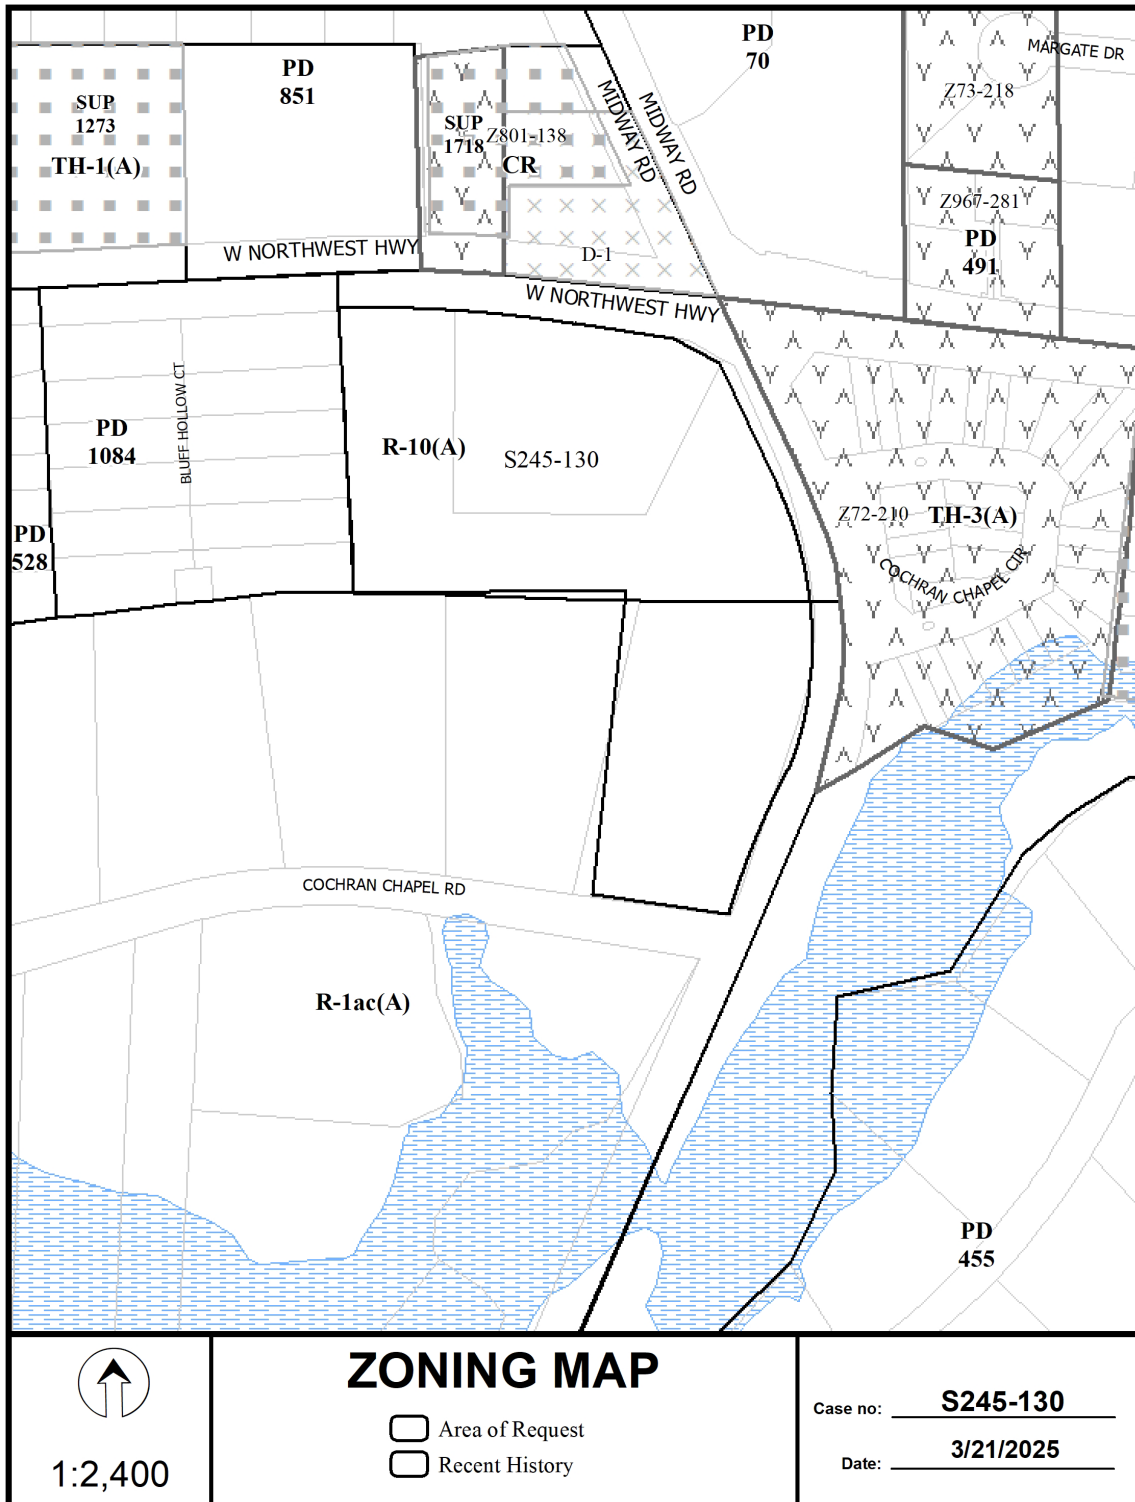 PD
70
MARGATE DR
PD
851
SUP
1273
TH-1(A)
SUP
1718
Z801-138
CR
MIDWAY RD
MIDWAY RD
Z73-218
Z967-281
PD
491
W NORTHWEST HWY
D-1
W NORTHWEST HWY
BLUFF HOLLOW CT
PD
1084
R-10(A)
S245-130
PD
528
Z72-210
TH-3(A)
COCHRAN CHAPEL CIR
COCHRAN CHAPEL RD
R-1ac(A)
PD
455
1:2,400
ZONING MAP
Area of Request
Recent History
Case no: S245-130
Date: 3/21/2025